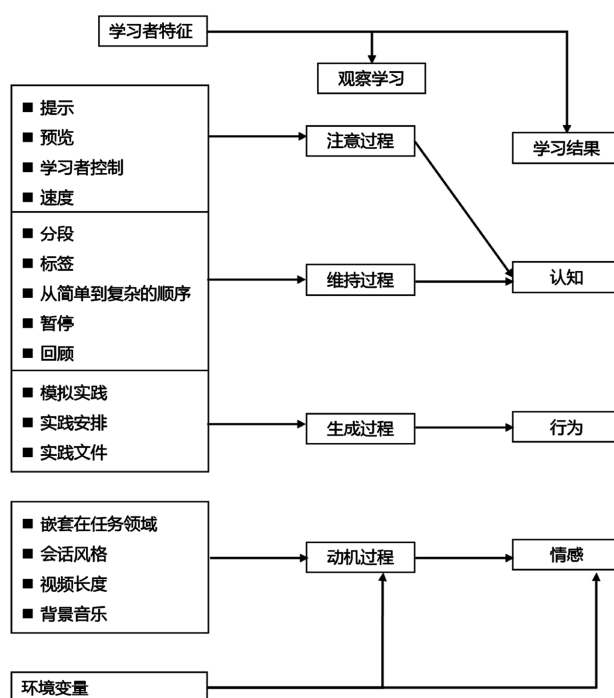 学习者特征
观察学习
■ 提示
■ 预览
■ 学习者控制
■ 速度
注意过程
学习结果
■ 分段
■ 标签
■ 从简单到复杂的顺序
■ 暂停
■ 回顾
维持过程
认知
■ 模拟实践
■ 实践安排
■ 实践文件
生成过程
行为
■ 嵌套在任务领域
■ 会话风格
■ 视频长度
■ 背景音乐
动机过程
情感
环境变量